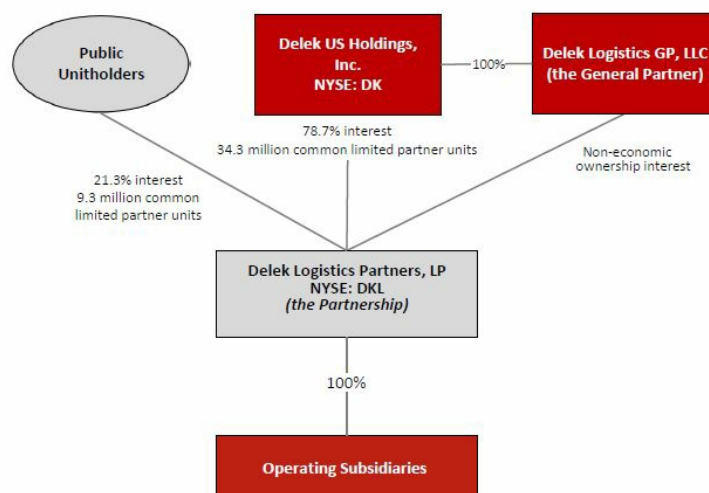 Public
Unitholders
Delek US Holdings,
Inc.
NYSE: DK
100%
Delek Logistics GP, LLC
(the General Partner)
78.7% interest
34.3 million common limited partner units
Non-economic
ownership interest
21.3% interest
9.3 million common
limited partner units
Delek Logistics Partners, LP
NYSE: DKL
(the Partnership)
100%
Operating Subsidiaries